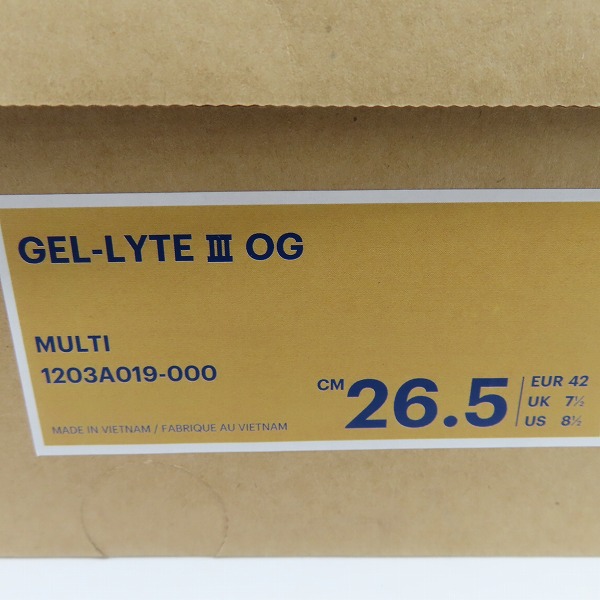 GEL-LYTE III OG
MULTI
1203A019-000
MADE IN VIETNAM / FABRIQUE AU VIETNAM
CM 26.5
EUR 42
UK 7½
US 8½